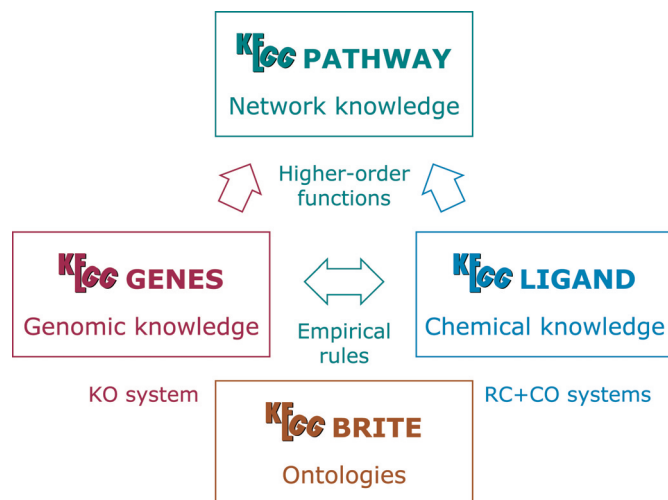 KEGG PATHWAY
Network knowledge
Higher-order
functions
KEGG GENES
Genomic knowledge
KEGG LIGAND
Chemical knowledge
Empirical
rules
KO system
RC+CO systems
KEGG BRITE
Ontologies